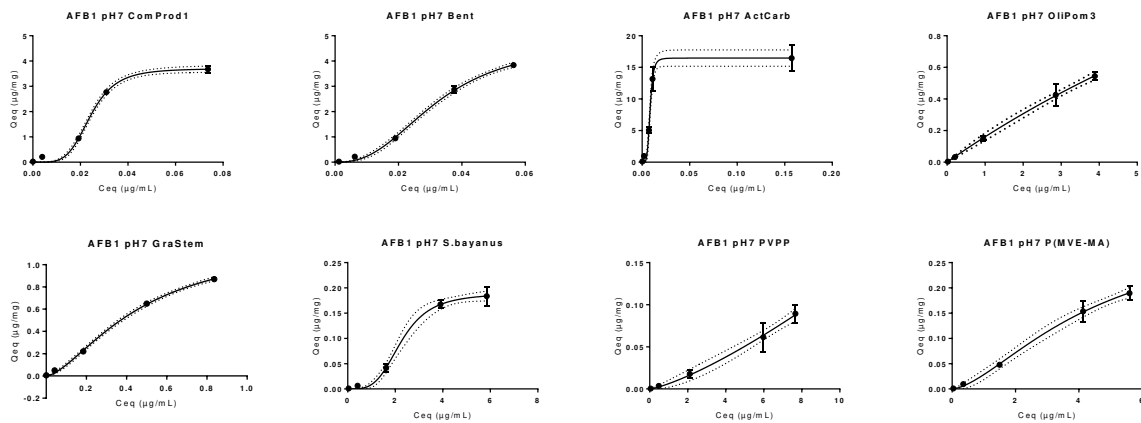 AFB1 pH7 ComProd1
AFB1 pH7 Bent
AFB1 pH7 ActCarb
AFB1 pH7 OliPom3
5
4
3
2
1
0
Qeq (µg/mg)
0.00 0.02 0.04 0.06 0.08
Ceq (µg/mL)
5
4
3
2
1
0
Qeq (µg/mg)
0.00 0.02 0.04 0.06
Ceq (µg/mL)
20
15
10
5
0
Qeq (µg/mg)
0.00 0.05 0.10 0.15 0.20
Ceq (µg/mL)
0.8
0.6
0.4
0.2
0.0
Qeq (µg/mg)
0 1 2 3 4 5
Ceq (µg/mL)
AFB1 pH7 GraStem
AFB1 pH7 S.bayanus
AFB1 pH7 PVPP
AFB1 pH7 P(MVE-MA)
1.0
0.8
0.6
0.4
0.2
0.0
-0.2
Qeq (µg/mg)
0.2 0.4 0.6 0.8 1.0
Ceq (µg/mL)
0.25
0.20
0.15
0.10
0.05
0.00
Qeq (µg/mg)
0 2 4 6 8
Ceq (µg/mL)
0.15
0.10
0.05
0.00
Qeq (µg/mg)
0 2 4 6 8 10
Ceq (µg/mL)
0.25
0.20
0.15
0.10
0.05
0.00
Qeq (µg/mg)
0 2 4 6
Ceq (µg/mL)